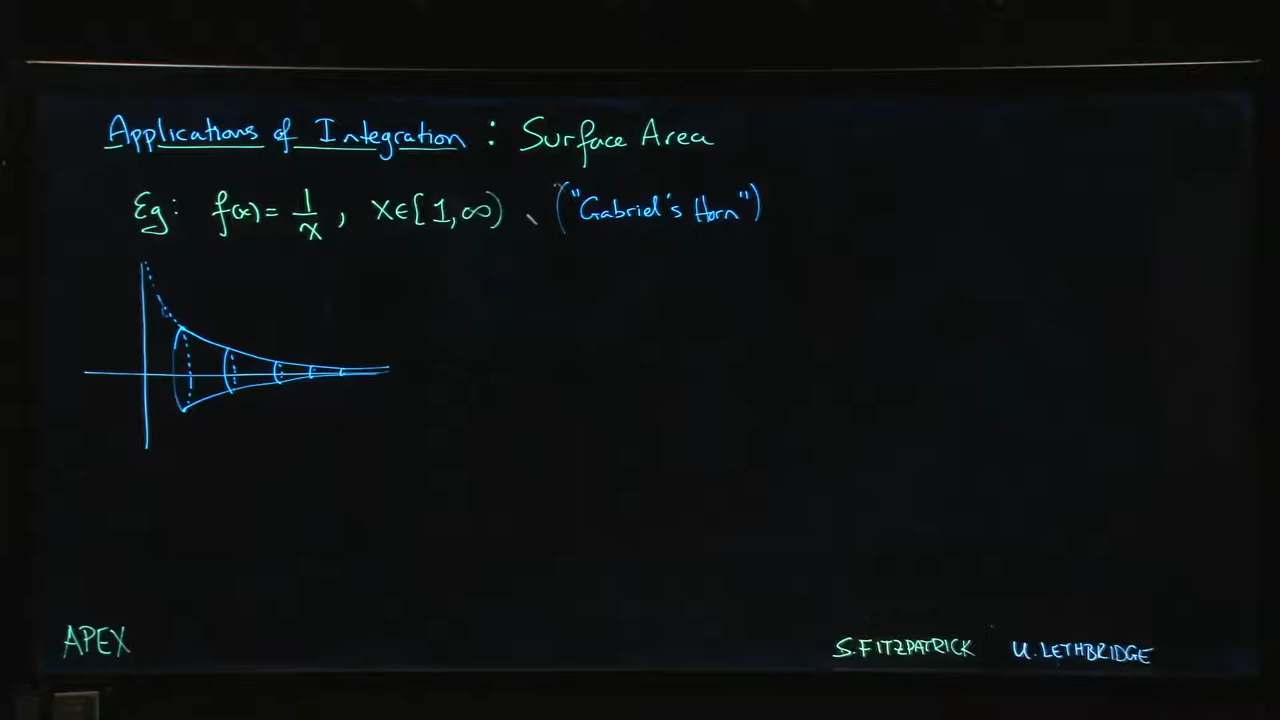 Applications of Integration : Surface Area
Eg: f(x) = 1/x, x∈[1,∞) ("Gabriel's Horn")
APEX
S.FITZPATRICK U.LETHBRIDGE